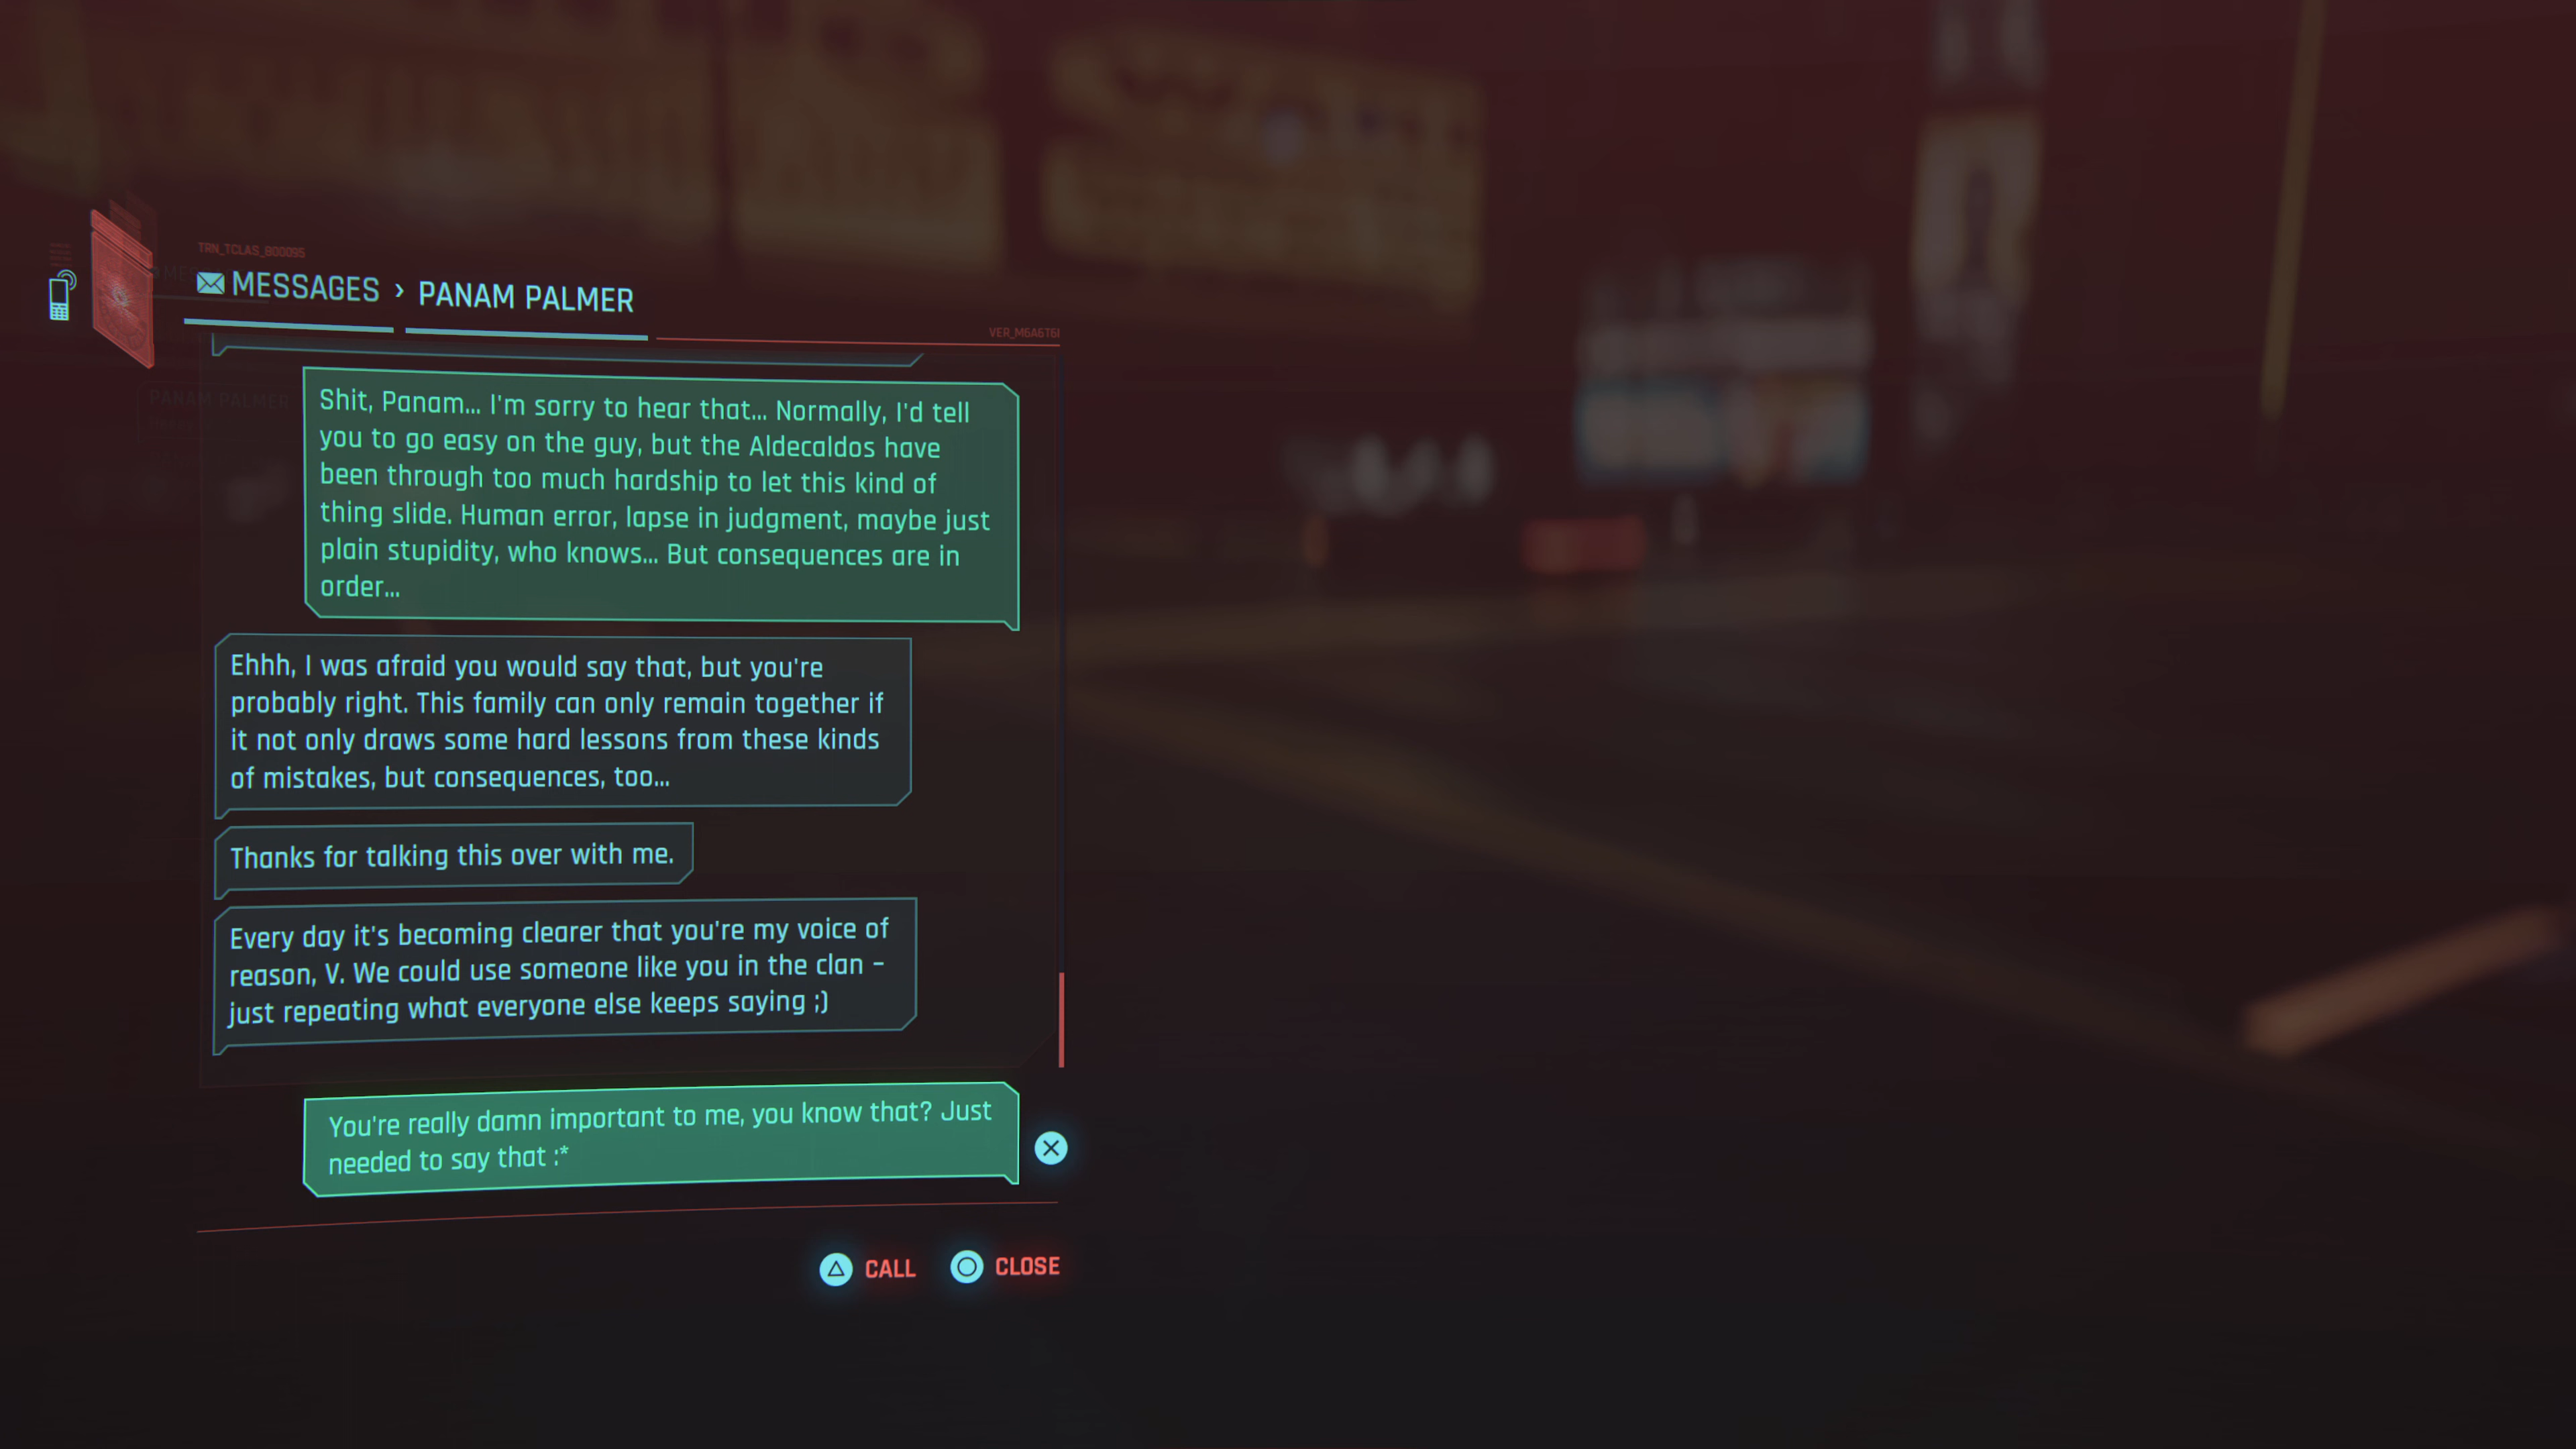 TRN_TCLAS_800095
MESSAGES › PANAM PALMER
Shit, Panam... I'm sorry to hear that... Normally, I'd tell
you to go easy on the guy, but the Aldecaldos have
been through too much hardship to let this kind of
thing slide. Human error, lapse in judgment, maybe just
plain stupidity, who knows... But consequences are in
order...
Ehhh, I was afraid you would say that, but you're
probably right. This family can only remain together if
it not only draws some hard lessons from these kinds
of mistakes, but consequences, too...
Thanks for talking this over with me.
Every day it's becoming clearer that you're my voice of
reason, V. We could use someone like you in the clan –
just repeating what everyone else keeps saying ;)
You're really damn important to me, you know that? Just
needed to say that :*
CALL CLOSE
PANAM PALMER